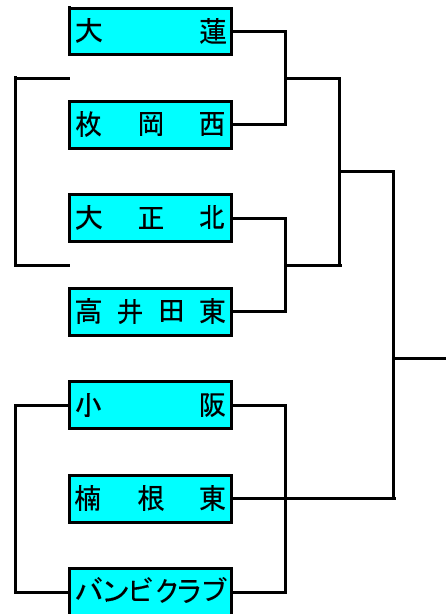 大蓮
枚岡西
大正北
高井田東
小阪
楠根東
バンビクラブ